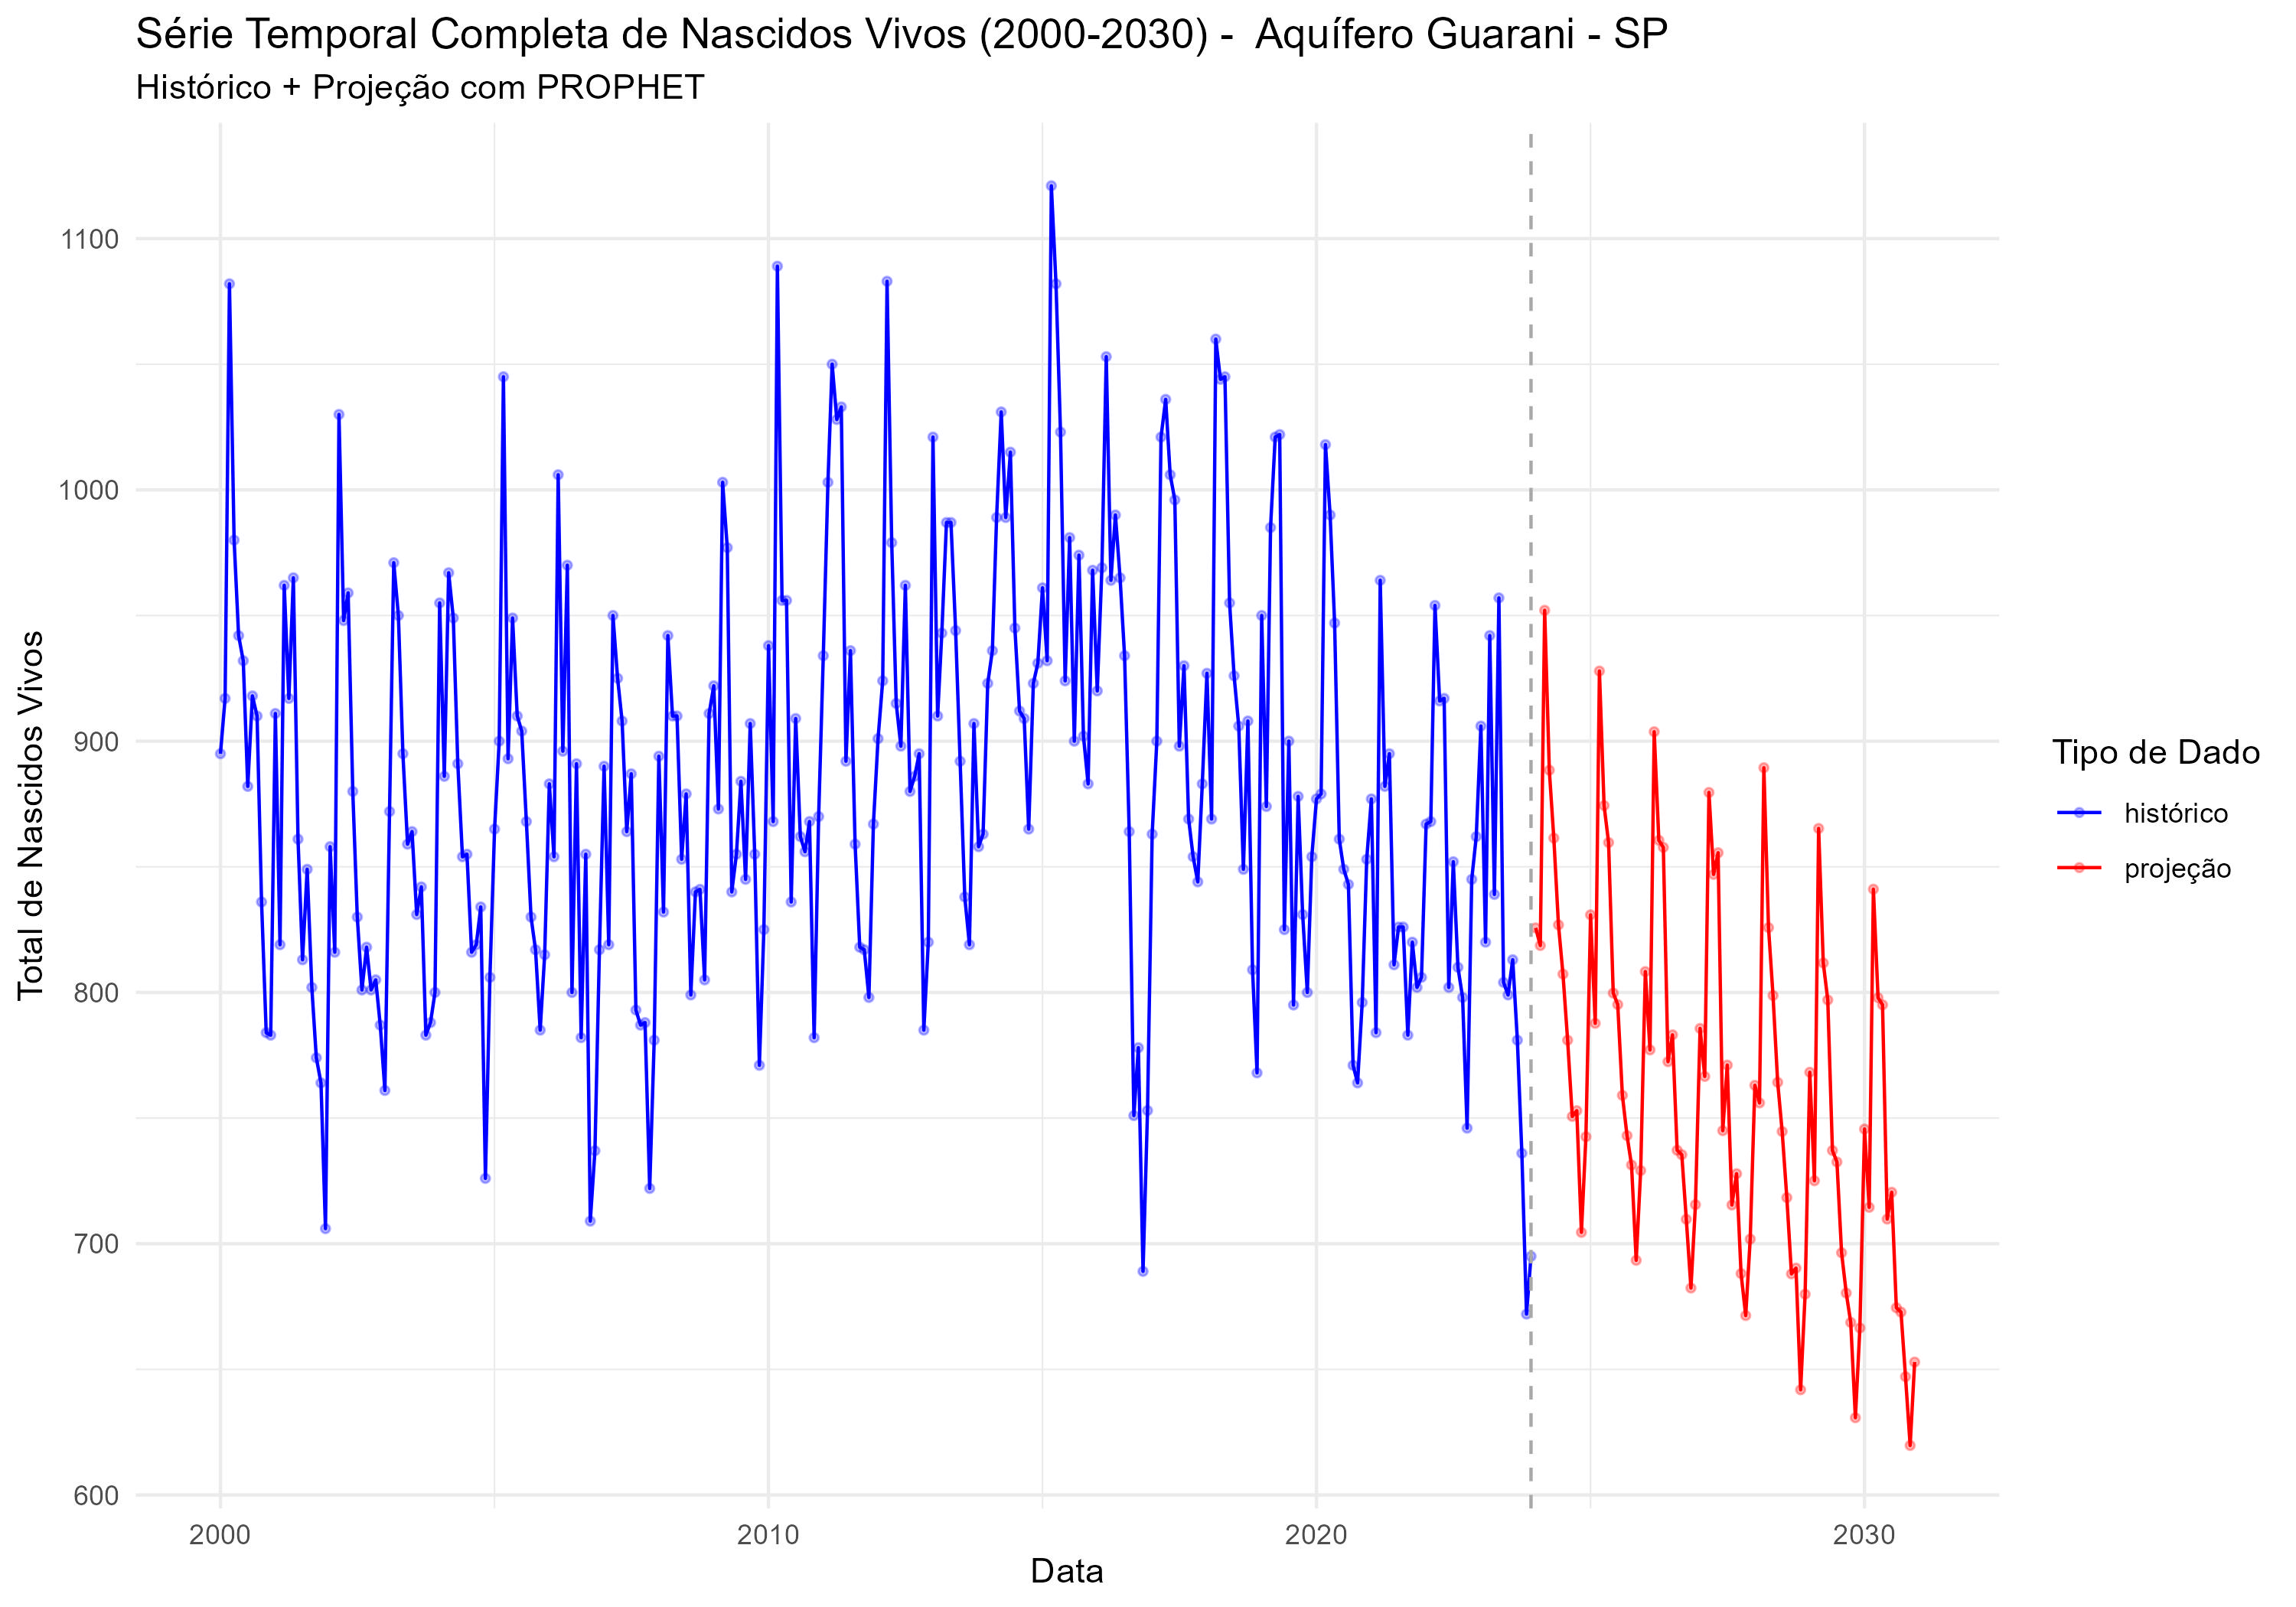 Série Temporal Completa de Nascidos Vivos (2000-2030) -  Aquífero Guarani - SP
Histórico + Projeção com PROPHET
Total de Nascidos Vivos
1100
1000
900
800
700
600
2000
2010
2020
2030
Data
Tipo de Dado
histórico
projeção